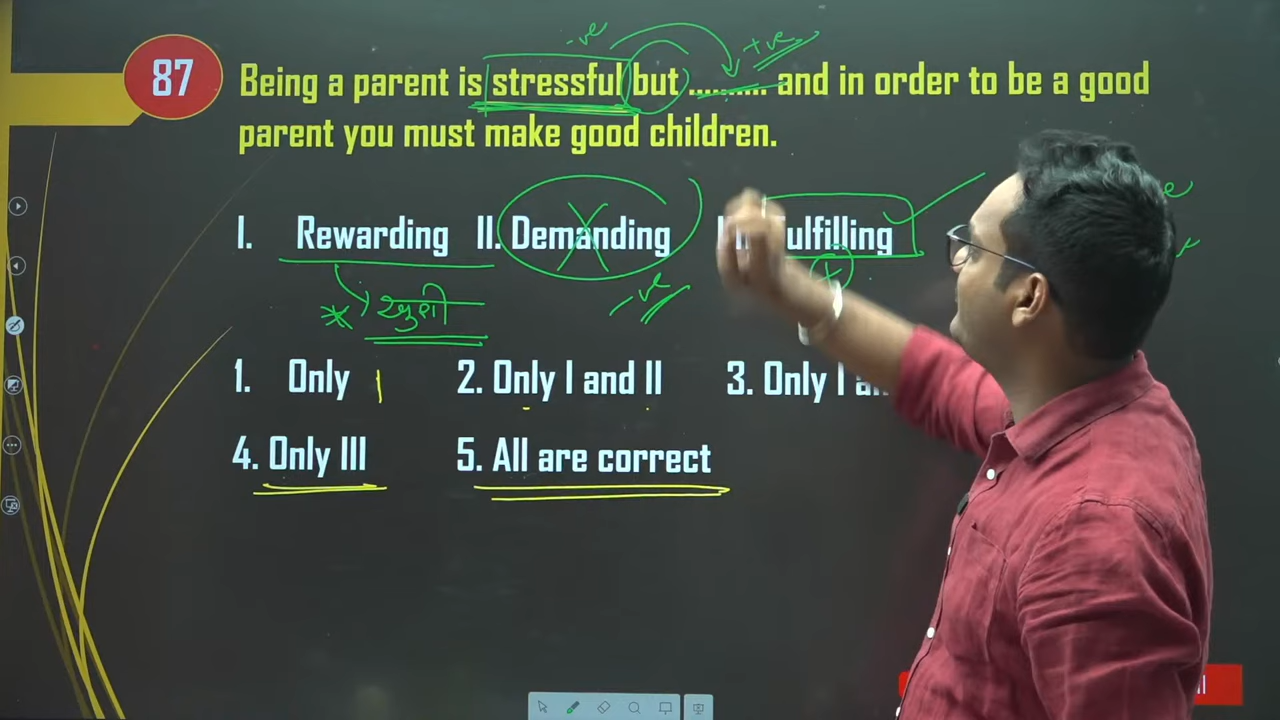 -ve
+ve
87
Being a parent is stressful but .......... and in order to be a good
parent you must make good children.
I. Rewarding II. Demanding
ulfilling
+
-ve
* खुशी
1. Only I
2. Only I and II
3. Only I an
4. Only III
5. All are correct